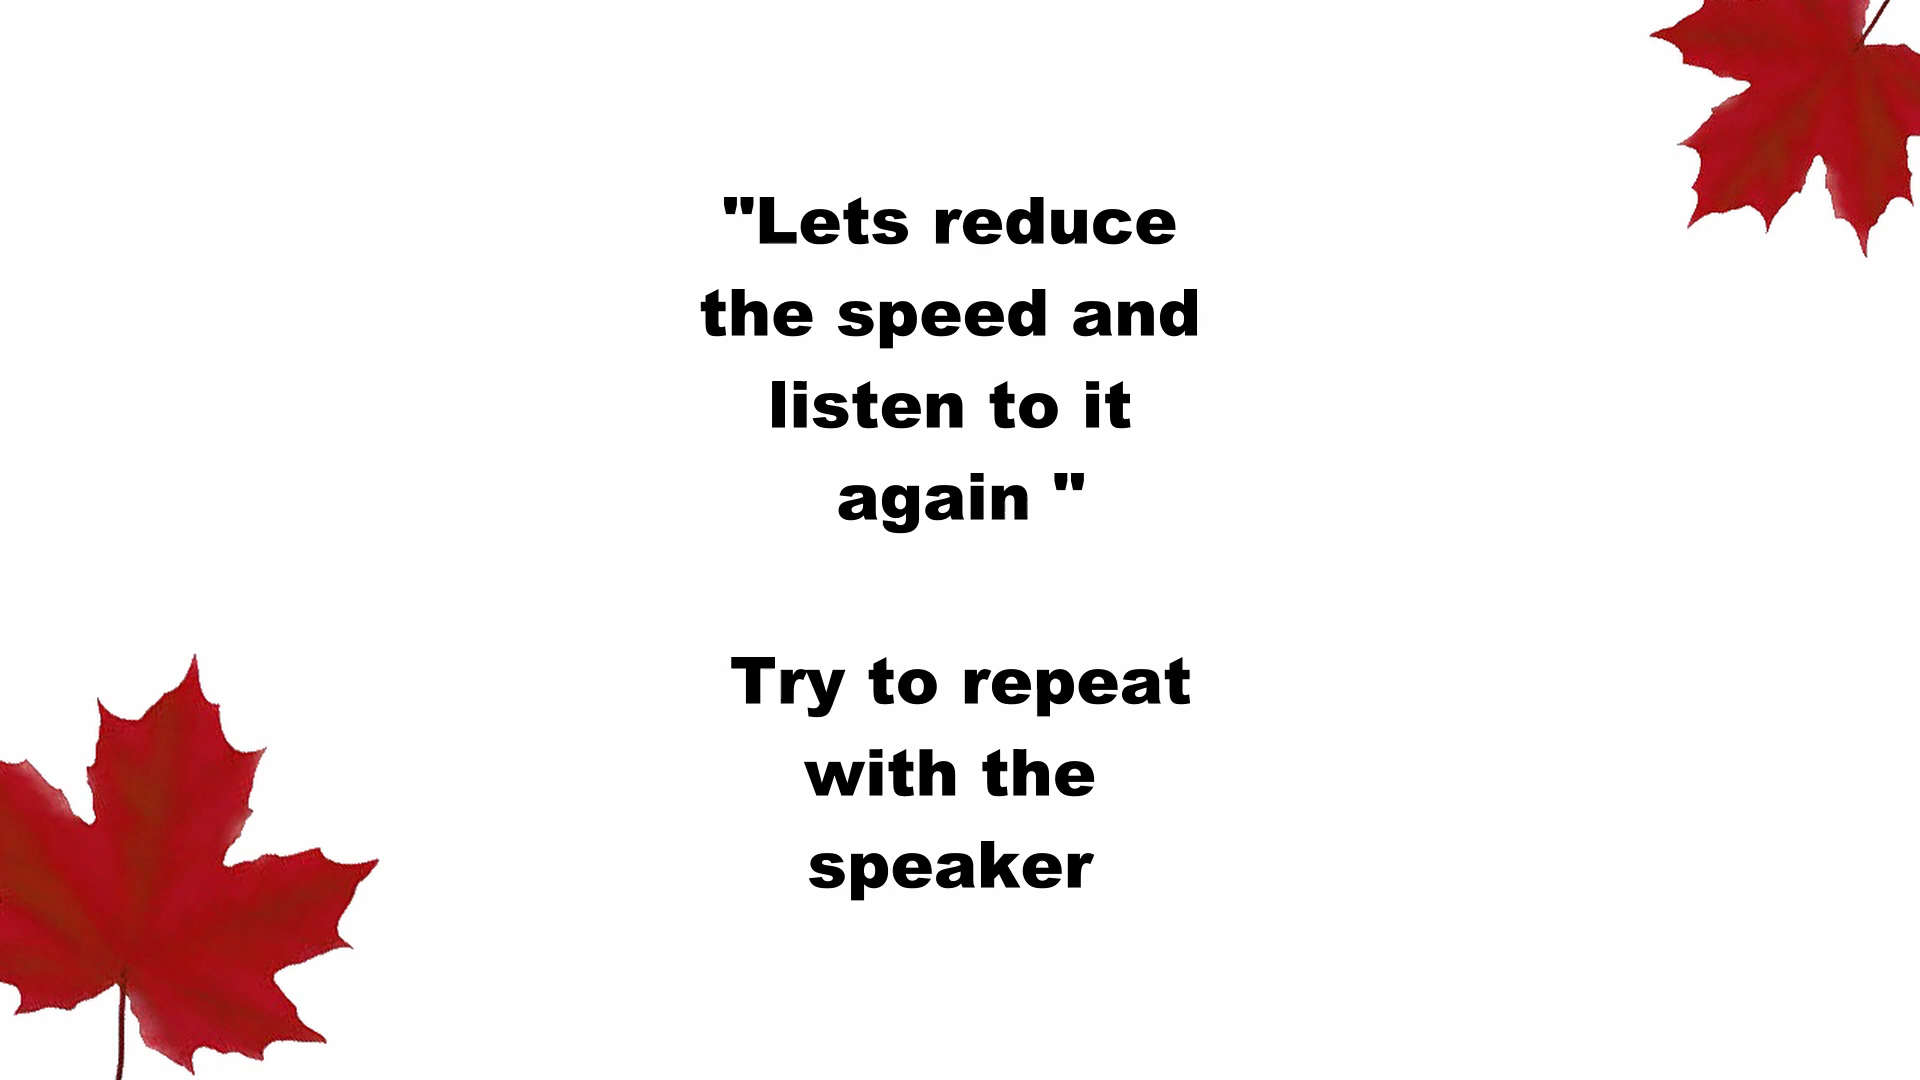 "Lets reduce
the speed and
listen to it
again "
Try to repeat
with the
speaker